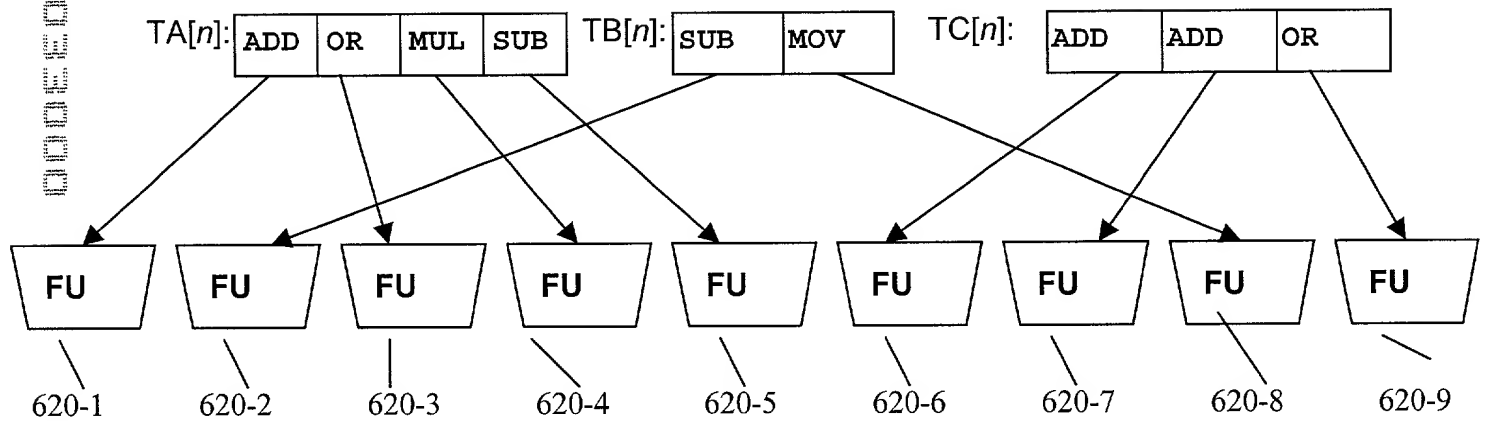 TA[n]: ADD OR MUL SUB TB[n]: SUB MOV TC[n]: ADD ADD OR
FU FU FU FU FU FU FU FU FU
620-1 620-2 620-3 620-4 620-5 620-6 620-7 620-8 620-9